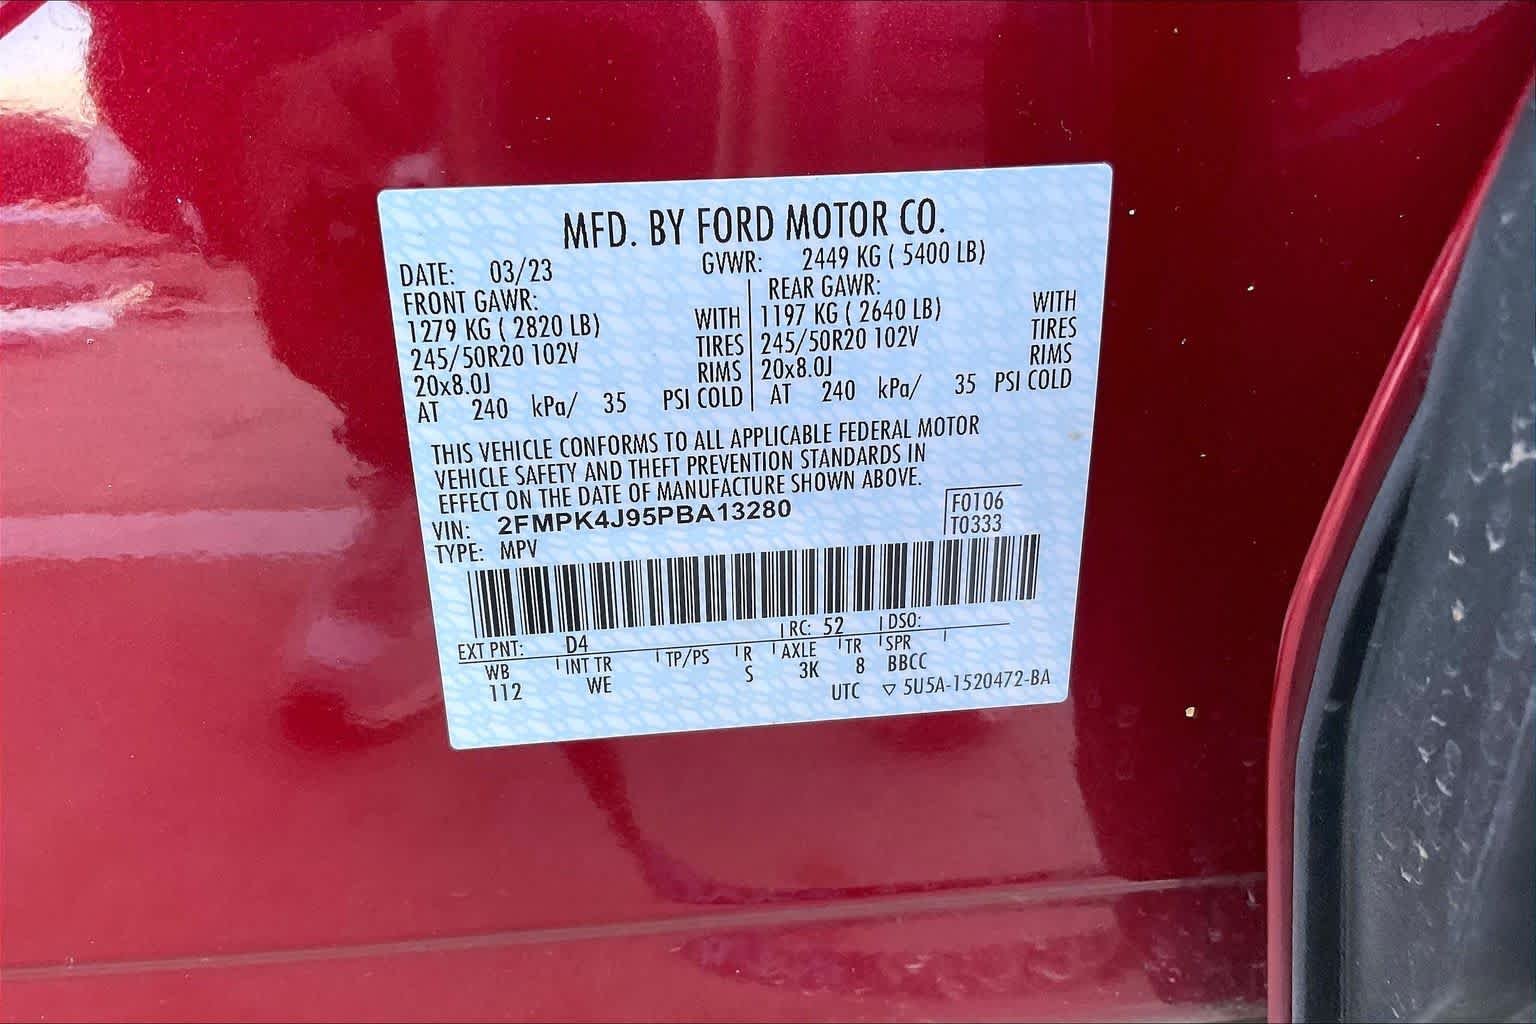 MFD. BY FORD MOTOR CO.
DATE: 03/23 GVWR: 2449 KG ( 5400 LB)
FRONT GAWR: REAR GAWR:
1279 KG ( 2820 LB) WITH 1197 KG ( 2640 LB) WITH
245/50R20 102V TIRES 245/50R20 102V TIRES
20x8.0J RIMS 20x8.0J RIMS
AT 240 kPa/ 35 PSI COLD AT 240 kPa/ 35 PSI COLD
THIS VEHICLE CONFORMS TO ALL APPLICABLE FEDERAL MOTOR
VEHICLE SAFETY AND THEFT PREVENTION STANDARDS IN
EFFECT ON THE DATE OF MANUFACTURE SHOWN ABOVE.
VIN: 2FMPK4J95PBA13280 F0106
TYPE: MPV T0333
EXT PNT: D4 RC: 52 DSO:
WB INT TR TP/PS R AXLE TR SPR
112 WE S 3K 8 BBCC
UTC ▽ 5U5A-1520472-BA